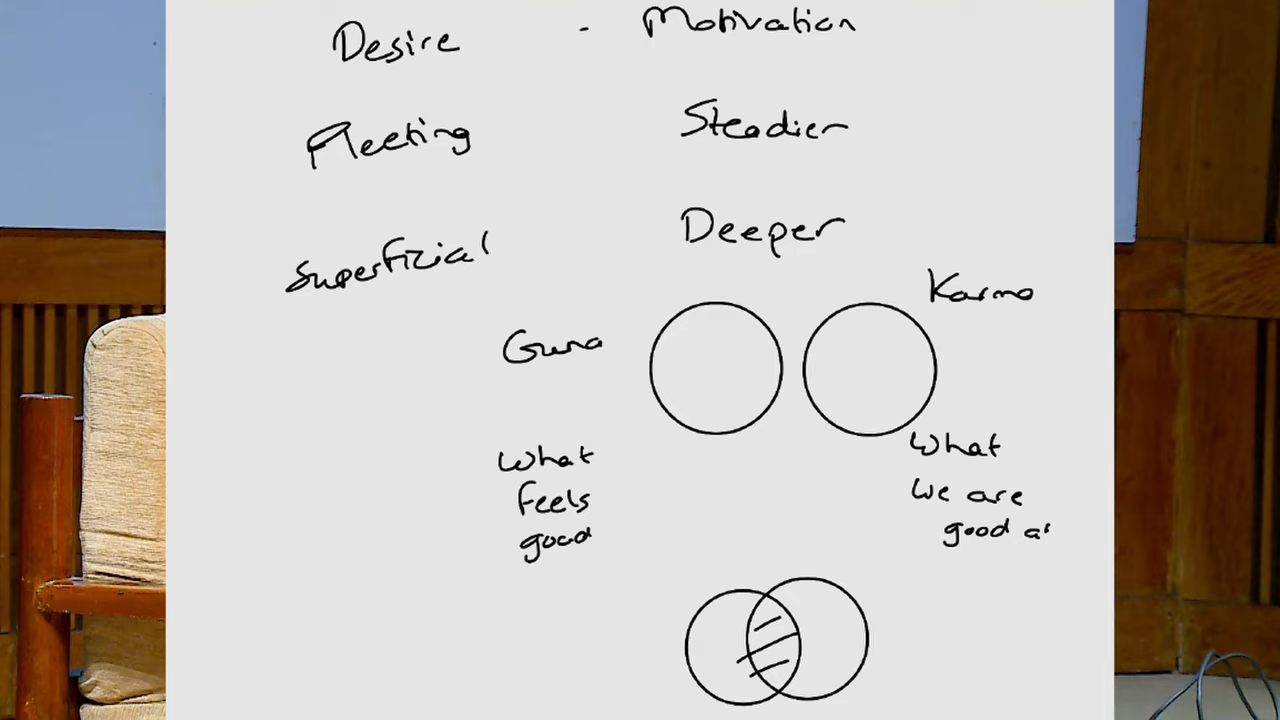 Desire - Motivation
Fleeting Steadier
Superficial Deeper
Karma
Guna
What
feels
good
What
we are
good at